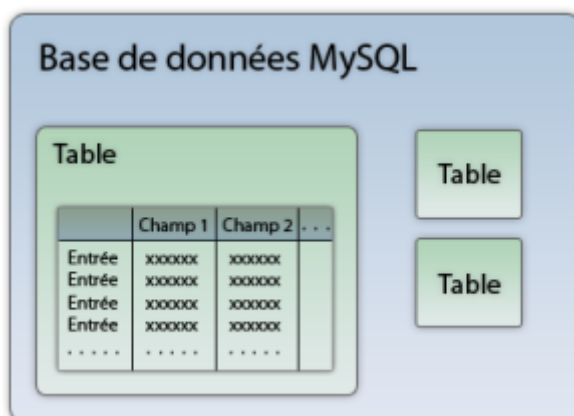 Base de données MySQL
Table
Champ 1 Champ 2 . . .
Entrée xxxxxx xxxxxx
Entrée xxxxxx xxxxxx
Entrée xxxxxx xxxxxx
Entrée xxxxxx xxxxxx
. . . . . . . . . . . . . . .
Table
Table